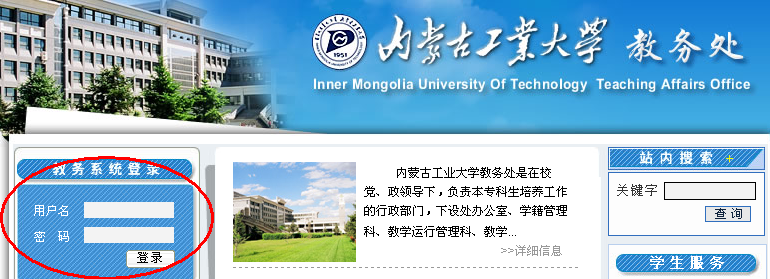 内蒙古工业大学 教务处
1951
Inner Mongolia University Of Technology Teaching Affairs Office
教务系统登录
用户名
密 码
登录
内蒙古工业大学教务处是在校
党、政领导下，负责本专科生培养工作
的行政部门，下设处办公室、学籍管理
科、教学运行管理科、教学...
>>详细信息
站内搜索 +
关键字
查询
学生服务